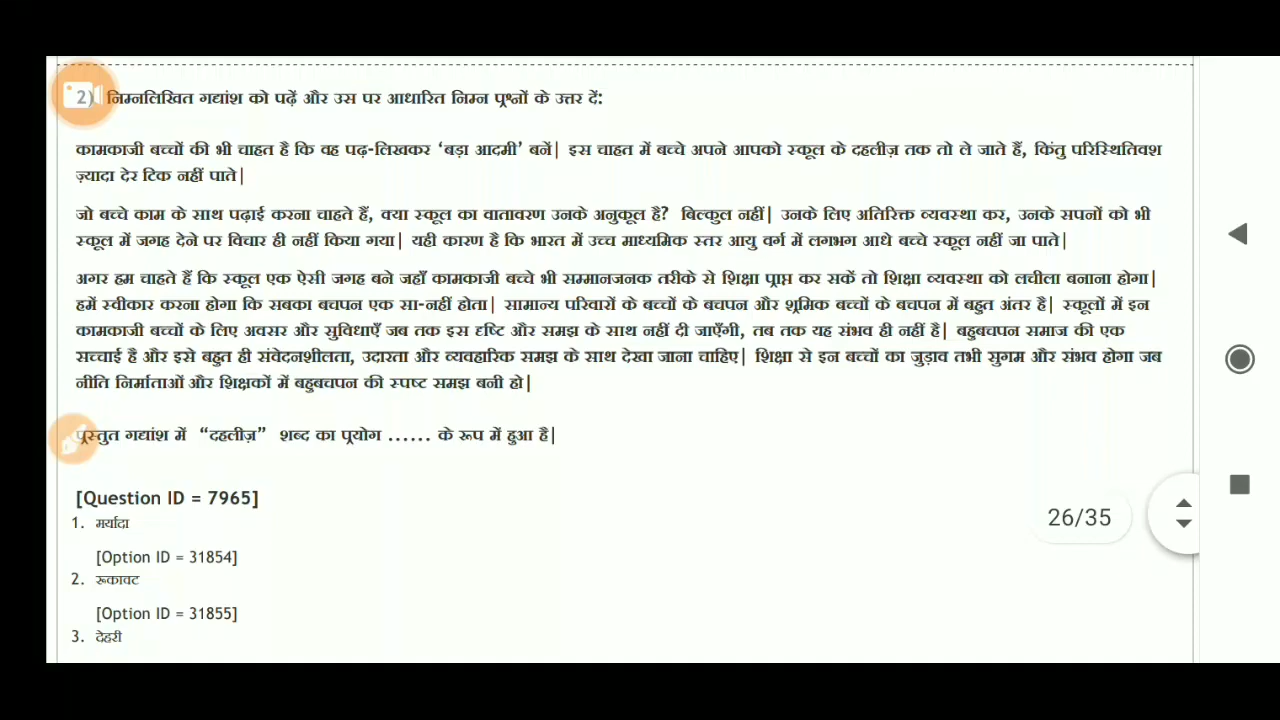 2) निम्नलिखित गद्यांश को पढ़ें और उस पर आधारित निम्न प्रश्नों के उत्तर दें:
कामकाजी बच्चों की भी चाहत है कि वह पढ़-लिखकर ‘बड़ा आदमी’ बनें| इस चाहत में बच्चे अपने आपको स्कूल के दहलीज़ तक तो ले जाते हैं, किंतु परिस्थितिवश
ज़्यादा देर टिक नहीं पाते|
जो बच्चे काम के साथ पढ़ाई करना चाहते हैं, क्या स्कूल का वातावरण उनके अनुकूल है? बिल्कुल नहीं| उनके लिए अतिरिक्त व्यवस्था कर, उनके सपनों को भी
स्कूल में जगह देने पर विचार ही नहीं किया गया| यही कारण है कि भारत में उच्च माध्यमिक स्तर आयु वर्ग में लगभग आधे बच्चे स्कूल नहीं जा पाते|
अगर हम चाहते हैं कि स्कूल एक ऐसी जगह बने जहाँ कामकाजी बच्चे भी सम्मानजनक तरीके से शिक्षा प्राप्त कर सकें तो शिक्षा व्यवस्था को लचीला बनाना होगा|
हमें स्वीकार करना होगा कि सबका बचपन एक सा-नहीं होता| सामान्य परिवारों के बच्चों के बचपन और श्रमिक बच्चों के बचपन में बहुत अंतर है| स्कूलों में इन
कामकाजी बच्चों के लिए अवसर और सुविधाएँ जब तक इस दृष्टि और समझ के साथ नहीं दी जाएँगी, तब तक यह संभव ही नहीं है| बहुबचपन समाज की एक
सच्चाई है और इसे बहुत ही संवेदनशीलता, उदारता और व्यवहारिक समझ के साथ देखा जाना चाहिए| शिक्षा से इन बच्चों का जुड़ाव तभी सुगम और संभव होगा जब
नीति निर्माताओं और शिक्षकों में बहुबचपन की स्पष्ट समझ बनी हो|
प्रस्तुत गद्यांश में “दहलीज़” शब्द का प्रयोग ...... के रूप में हुआ है|
[Question ID = 7965]
1. मर्यादा
[Option ID = 31854]
2. रूकावट
[Option ID = 31855]
3. देहरी
26/35